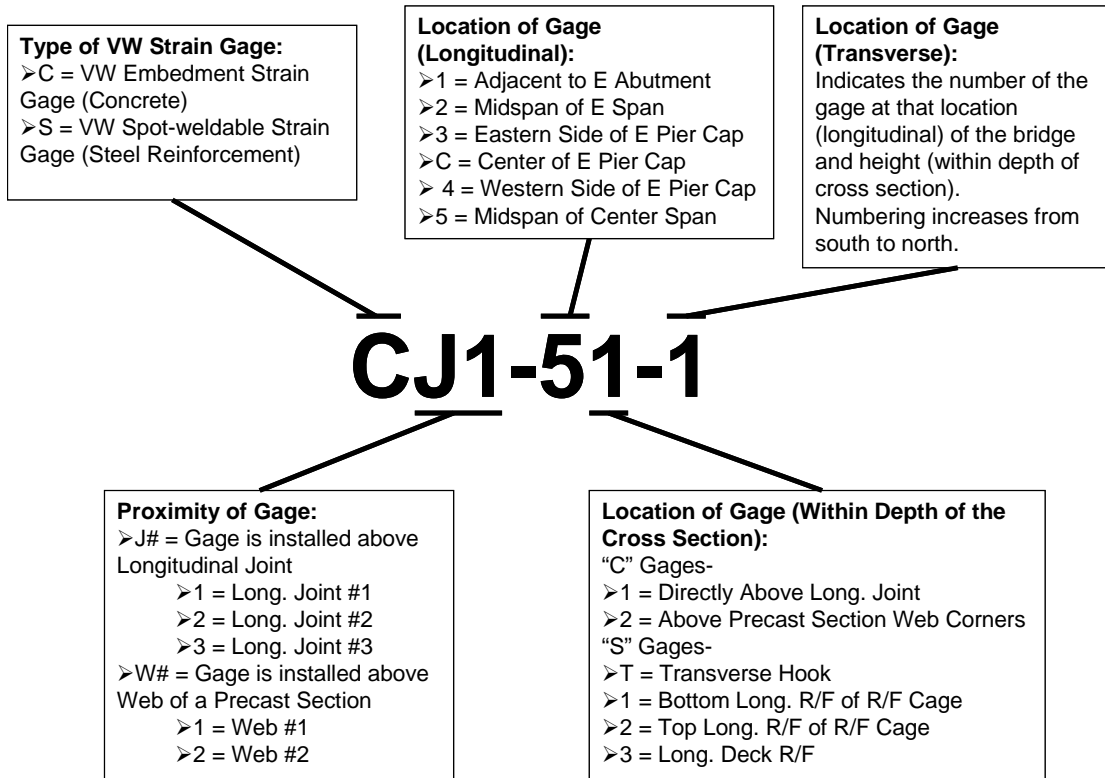 Type of VW Strain Gage:
➢C = VW Embedment Strain
Gage (Concrete)
➢S = VW Spot-weldable Strain
Gage (Steel Reinforcement)
Location of Gage
(Longitudinal):
➢1 = Adjacent to E Abutment
➢2 = Midspan of E Span
➢3 = Eastern Side of E Pier Cap
➢C = Center of E Pier Cap
➢ 4 = Western Side of E Pier Cap
➢5 = Midspan of Center Span
Location of Gage
(Transverse):
Indicates the number of the
gage at that location
(longitudinal) of the bridge
and height (within depth of
cross section).
Numbering increases from
south to north.
CJ1-51-1
Proximity of Gage:
➢J# = Gage is installed above
Longitudinal Joint
➢1 = Long. Joint #1
➢2 = Long. Joint #2
➢3 = Long. Joint #3
➢W# = Gage is installed above
Web of a Precast Section
➢1 = Web #1
➢2 = Web #2
Location of Gage (Within Depth of the
Cross Section):
“C” Gages-
➢1 = Directly Above Long. Joint
➢2 = Above Precast Section Web Corners
“S” Gages-
➢T = Transverse Hook
➢1 = Bottom Long. R/F of R/F Cage
➢2 = Top Long. R/F of R/F Cage
➢3 = Long. Deck R/F